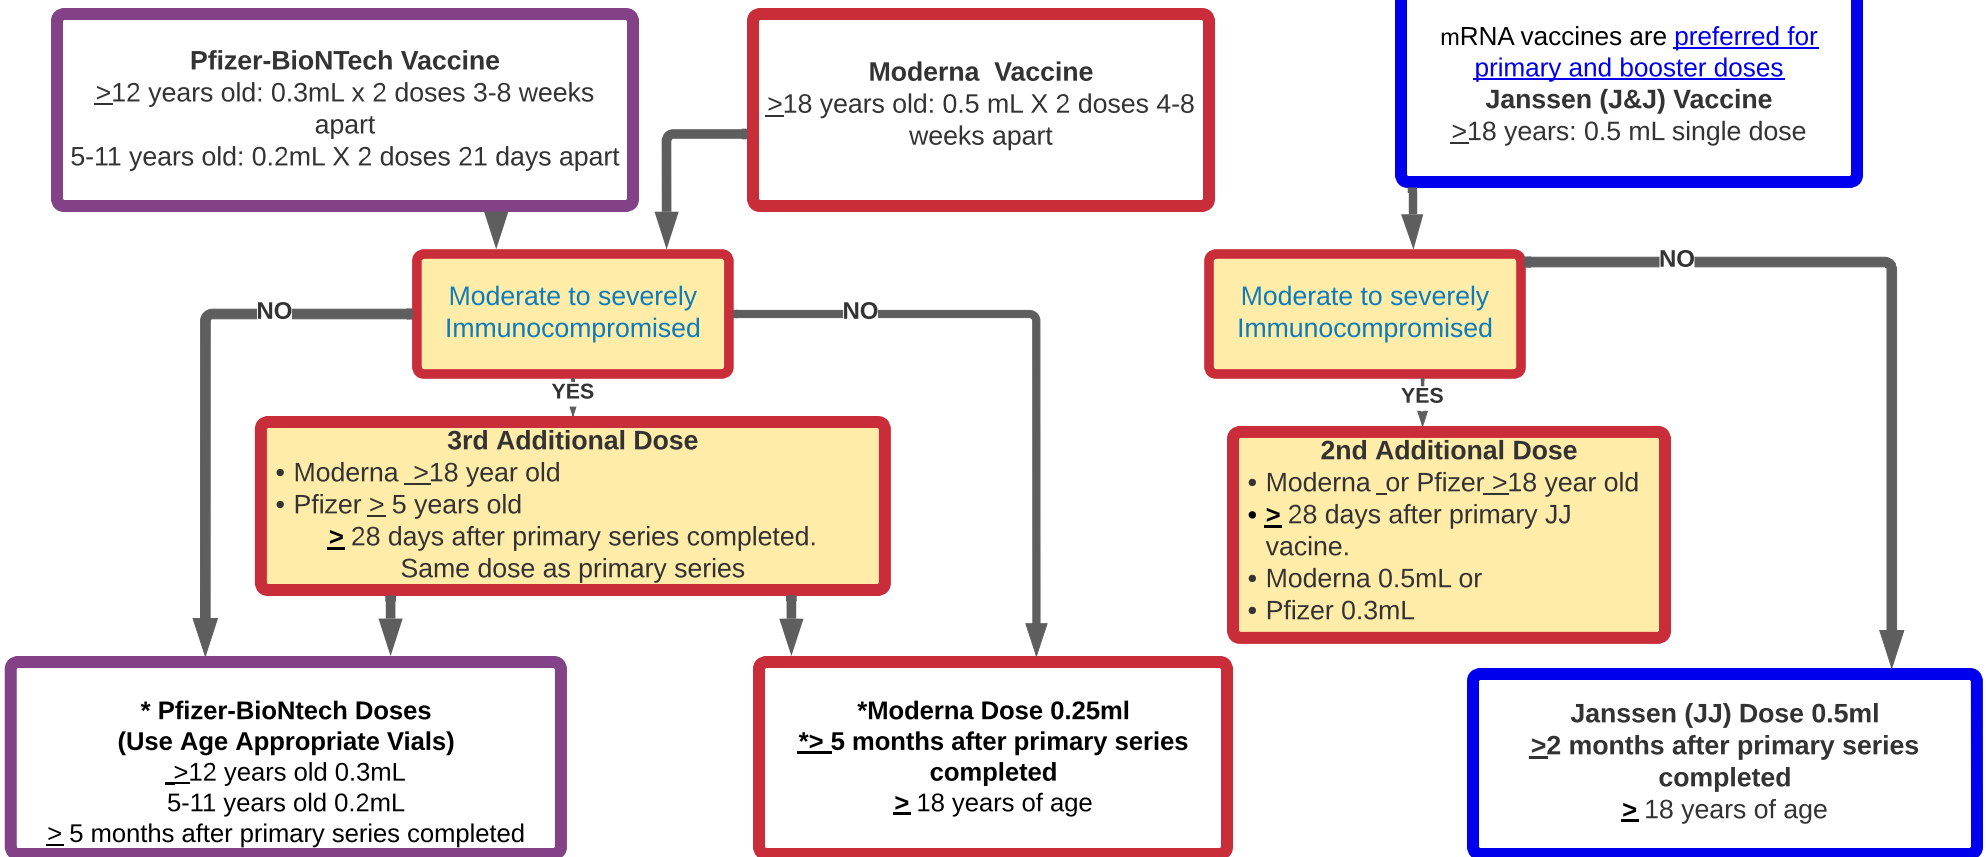 Pfizer-BioNTech Vaccine
≥12 years old: 0.3mL x 2 doses 3-8 weeks
apart
5-11 years old: 0.2mL X 2 doses 21 days apart
Moderna  Vaccine
≥18 years old: 0.5 mL X 2 doses 4-8
weeks apart
mRNA vaccines are preferred for
primary and booster doses
Janssen (J&J) Vaccine
≥18 years: 0.5 mL single dose
Moderate to severely
Immunocompromised
NO
NO
YES
Moderate to severely
Immunocompromised
NO
YES
3rd Additional Dose
• Moderna  ≥18 year old
• Pfizer ≥ 5 years old
≥ 28 days after primary series completed.
Same dose as primary series
2nd Additional Dose
• Moderna _or Pfizer ≥18 year old
• ≥ 28 days after primary JJ
vacine.
• Moderna 0.5mL or
• Pfizer 0.3mL
* Pfizer-BioNtech Doses
(Use Age Appropriate Vials)
≥12 years old 0.3mL
5-11 years old 0.2mL
≥ 5 months after primary series completed
*Moderna Dose 0.25ml
*≥ 5 months after primary series
completed
≥ 18 years of age
Janssen (JJ) Dose 0.5ml
≥2 months after primary series
completed
≥ 18 years of age